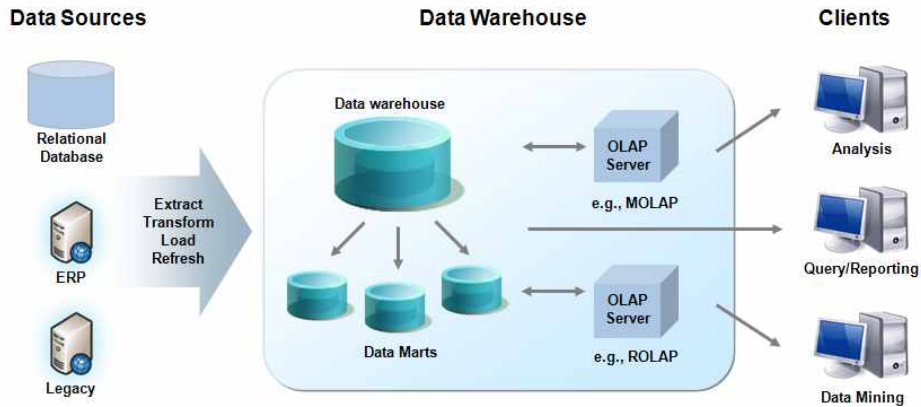 Data Sources
Data Warehouse
Clients
Relational
Database
ERP
Legacy
Extract
Transform
Load
Refresh
Data warehouse
Data Marts
OLAP
Server
e.g., MOLAP
OLAP
Server
e.g., ROLAP
Analysis
Query/Reporting
Data Mining